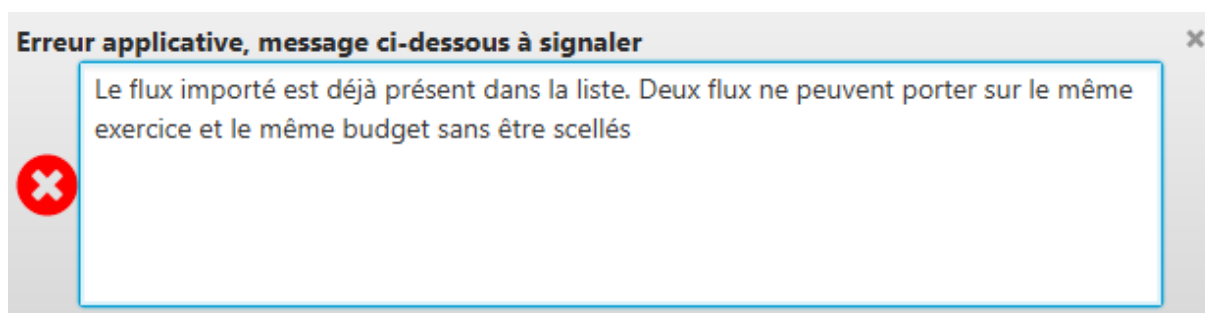 Erreur applicative, message ci-dessous à signaler
Le flux importé est déjà présent dans la liste. Deux flux ne peuvent porter sur le même
exercice et le même budget sans être scellés